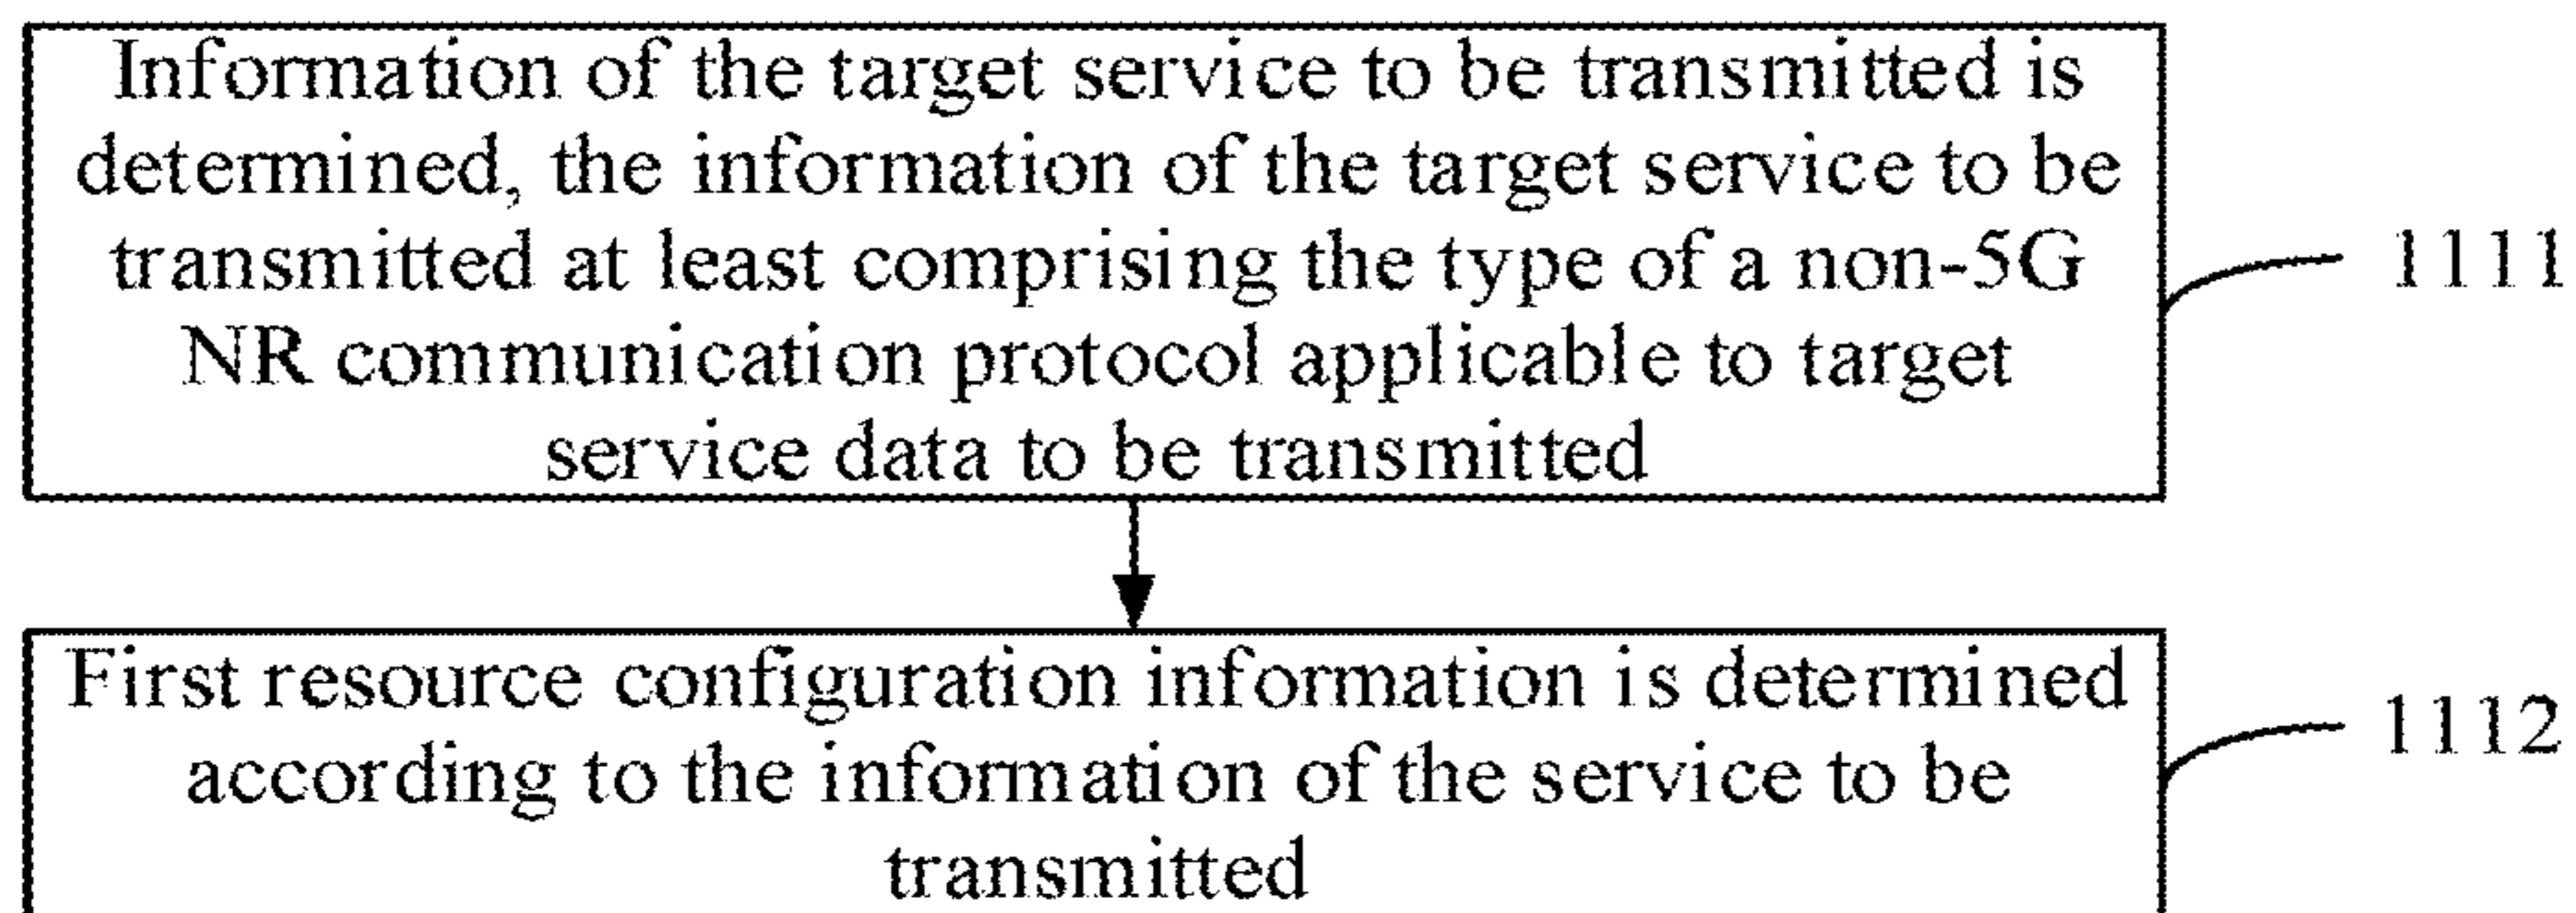 Information of the target service to be transmitted is
determined, the information of the target service to be
transmitted at least comprising the type of a non-5G
NR communication protocol applicable to target
service data to be transmitted
1111
First resource configuration information is determined
according to the information of the service to be
transmitted
1112